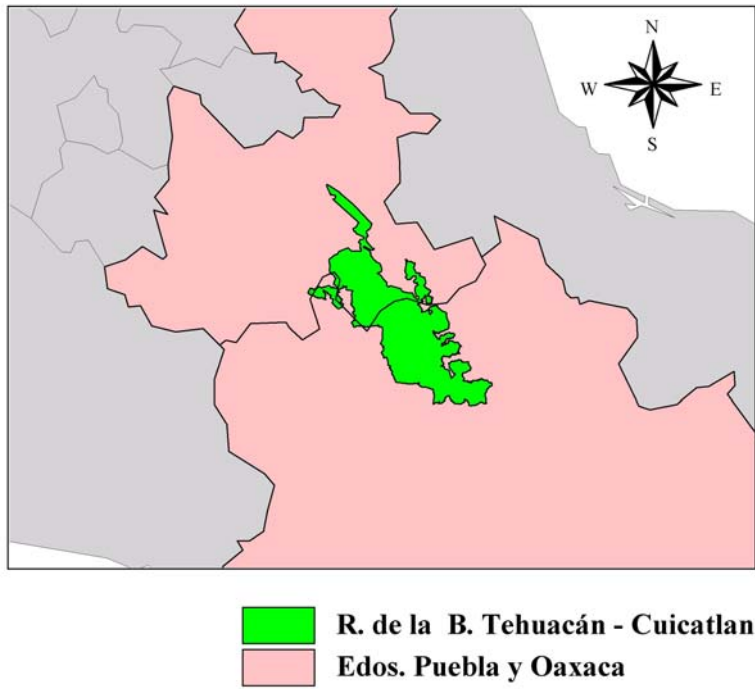 N
W E
S
R. de la B. Tehuacán - Cuicatlan
Edos. Puebla y Oaxaca